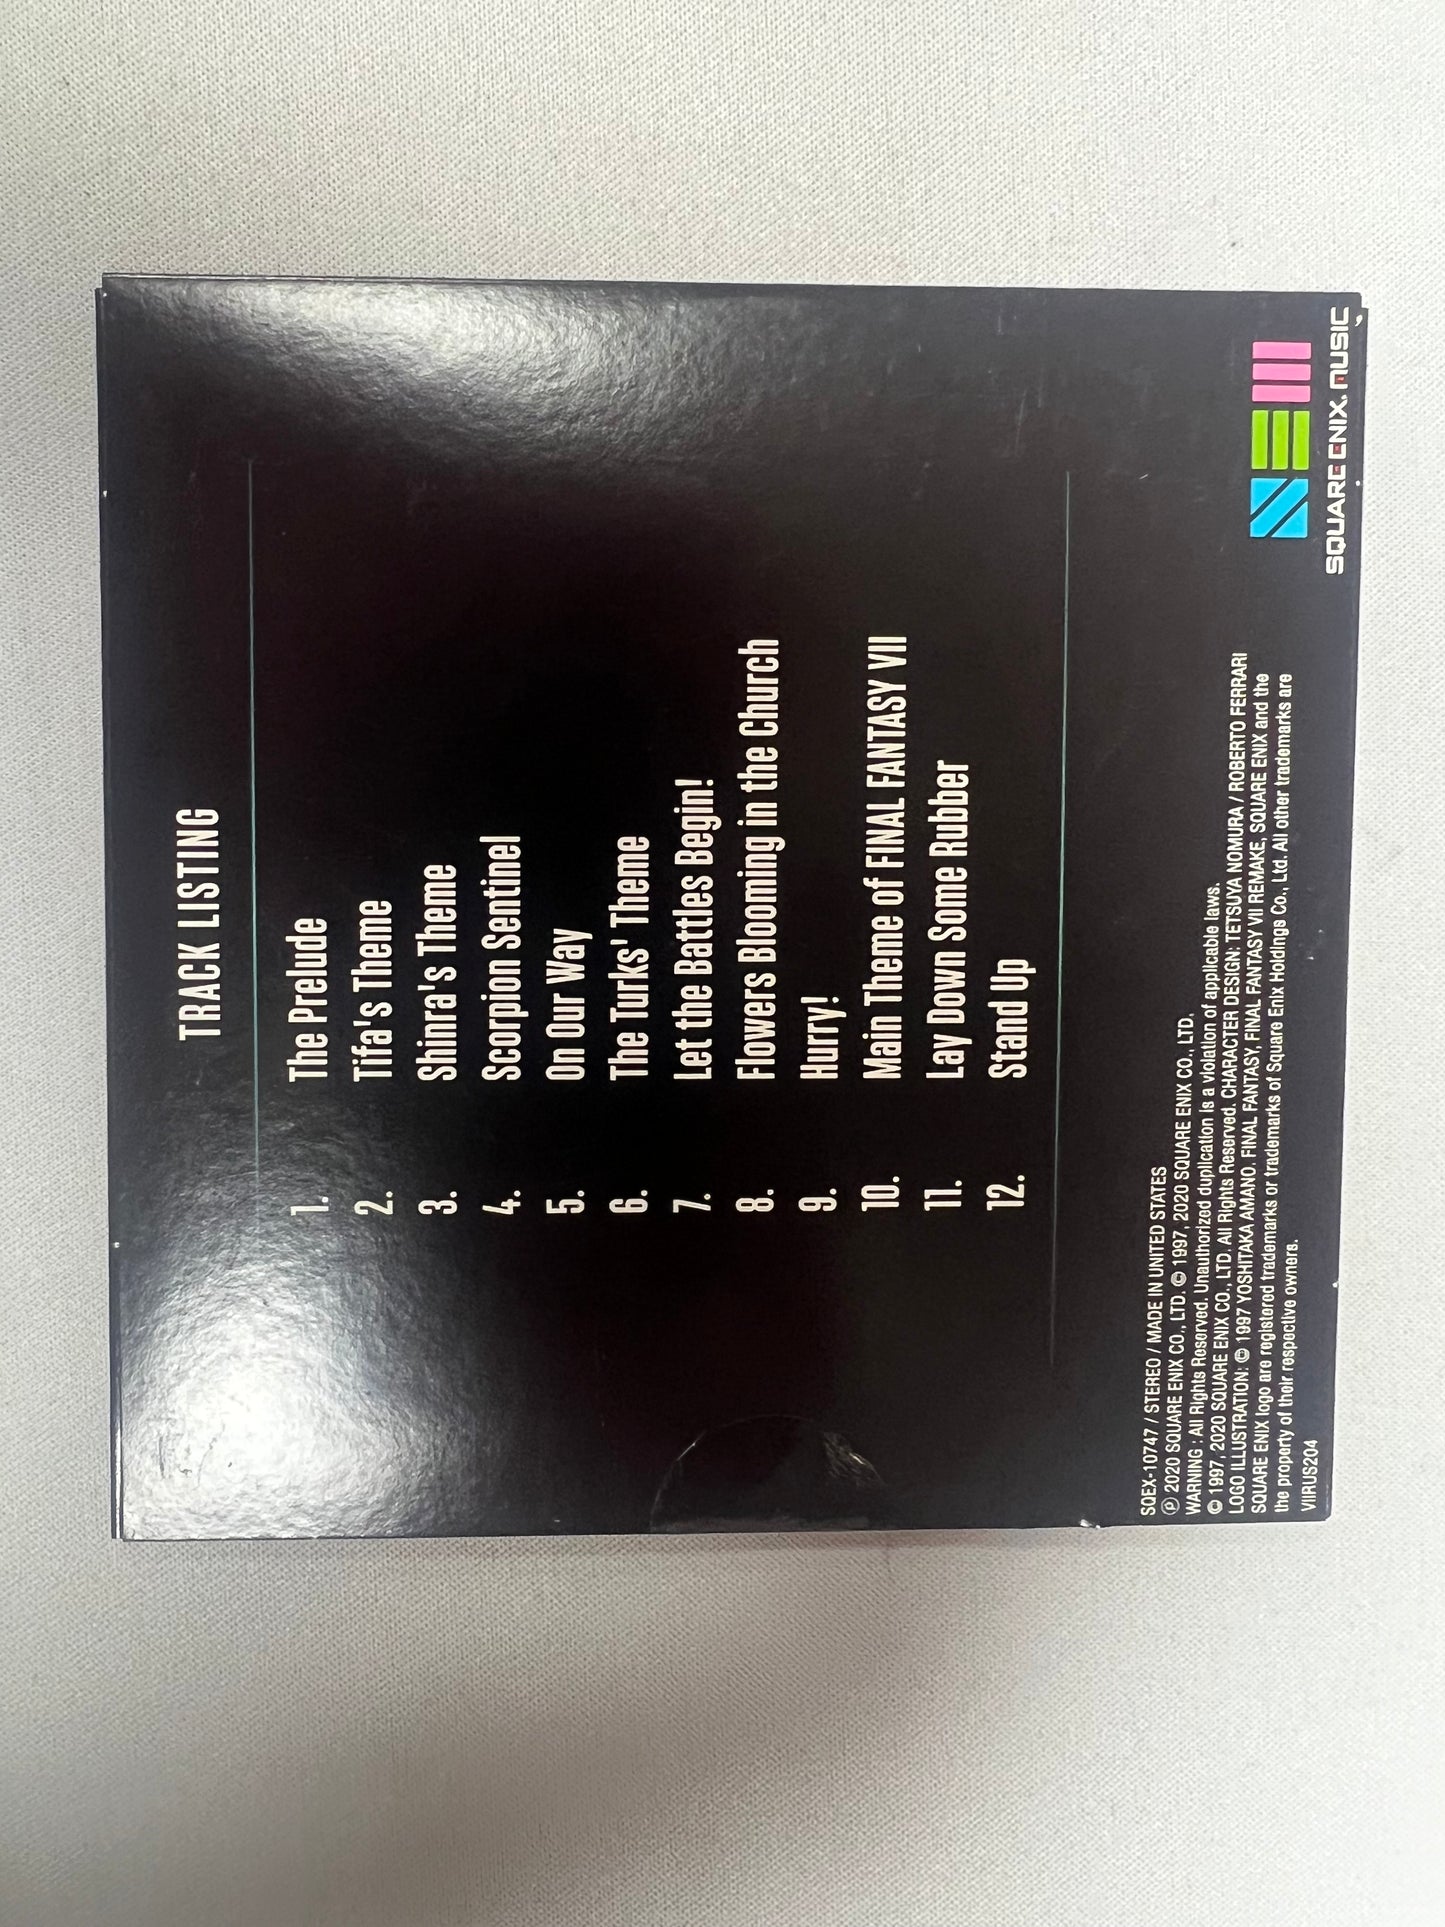 TRACK LISTING
1. The Prelude
2. Tifa's Theme
3. Shinra's Theme
4. Scorpion Sentinel
5. On Our Way
6. The Turks' Theme
7. Let the Battles Begin!
8. Flowers Blooming in the Church
9. Hurry!
10. Main Theme of FINAL FANTASY VII
11. Lay Down Some Rubber
12. Stand Up
SQEX-10747 / STEREO / MADE IN UNITED STATES
℗ 2020 SQUARE ENIX CO., LTD. © 1997, 2020 SQUARE ENIX CO., LTD.
WARNING : All Rights Reserved. Unauthorized duplication is a violation of applicable laws.
© 1997, 2020 SQUARE ENIX CO., LTD. All Rights Reserved. CHARACTER DESIGN: TETSUYA NOMURA / ROBERTO FERRARI
LOGO ILLUSTRATION: © 1997 YOSHITAKA AMANO. FINAL FANTASY, FINAL FANTASY VII REMAKE, SQUARE ENIX and the
SQUARE ENIX logo are registered trademarks or trademarks of Square Enix Holdings Co., Ltd. All other trademarks are
the property of their respective owners.
VIIRUS204
SQUARE ENIX. MUSIC